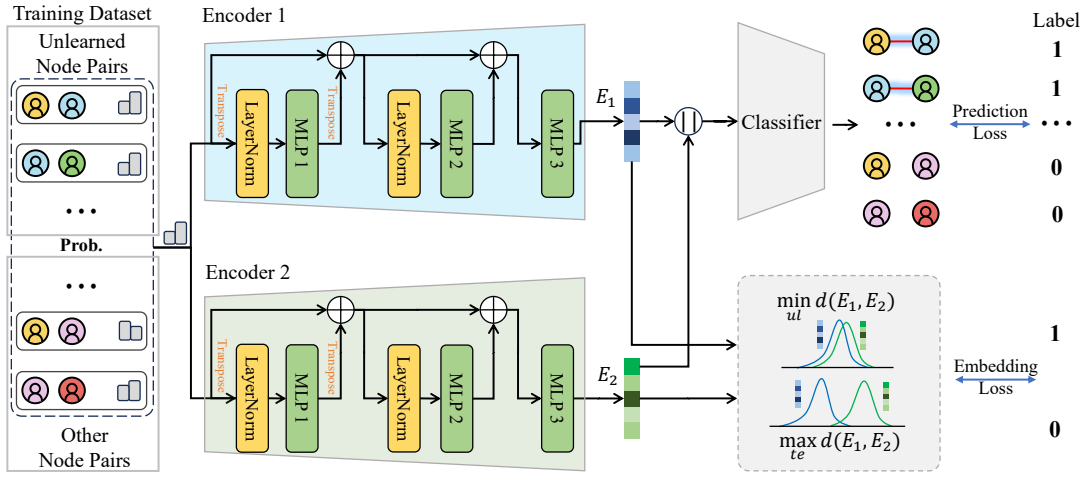 Training Dataset
Unlearned
Node Pairs
...
Prob.
...
Other
Node Pairs
Encoder 1
Transpose
LayerNorm
MLP 1
Transpose
LayerNorm
MLP 2
MLP 3
E₁
||
Classifier
Label
1
1
...
...
0
0
Prediction
Loss
Encoder 2
Transpose
LayerNorm
MLP 1
Transpose
LayerNorm
MLP 2
MLP 3
E₂
min d(E₁, E₂)
ul
max d(E₁, E₂)
te
Embedding
Loss
1
0